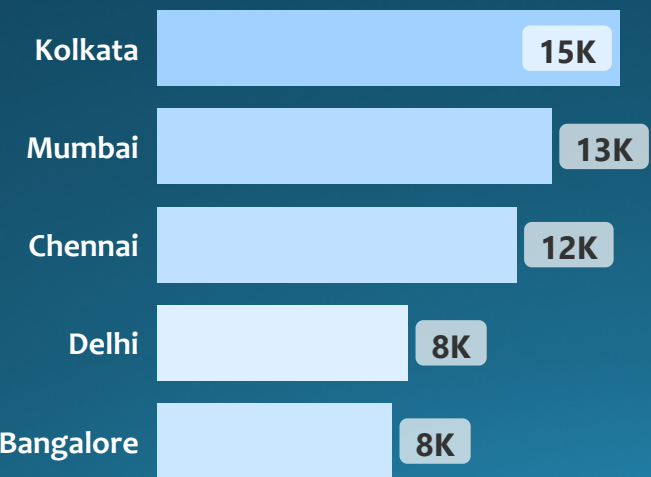 Kolkata 15K
Mumbai 13K
Chennai 12K
Delhi 8K
Bangalore 8K